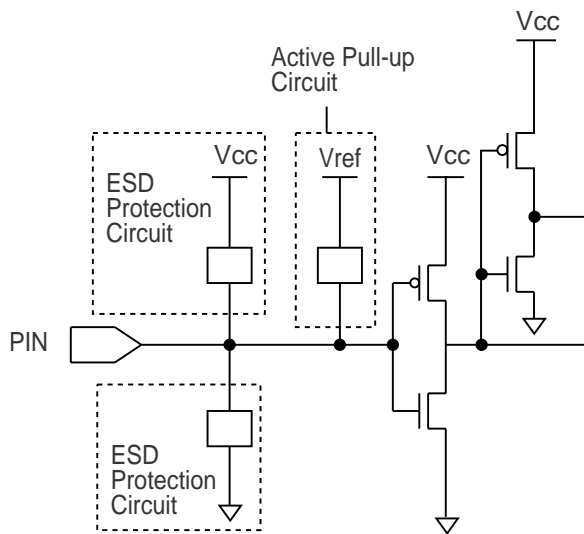 Vcc
Active Pull-up
Circuit
Vcc
Vref
Vcc
ESD
Protection
Circuit
PIN
ESD
Protection
Circuit